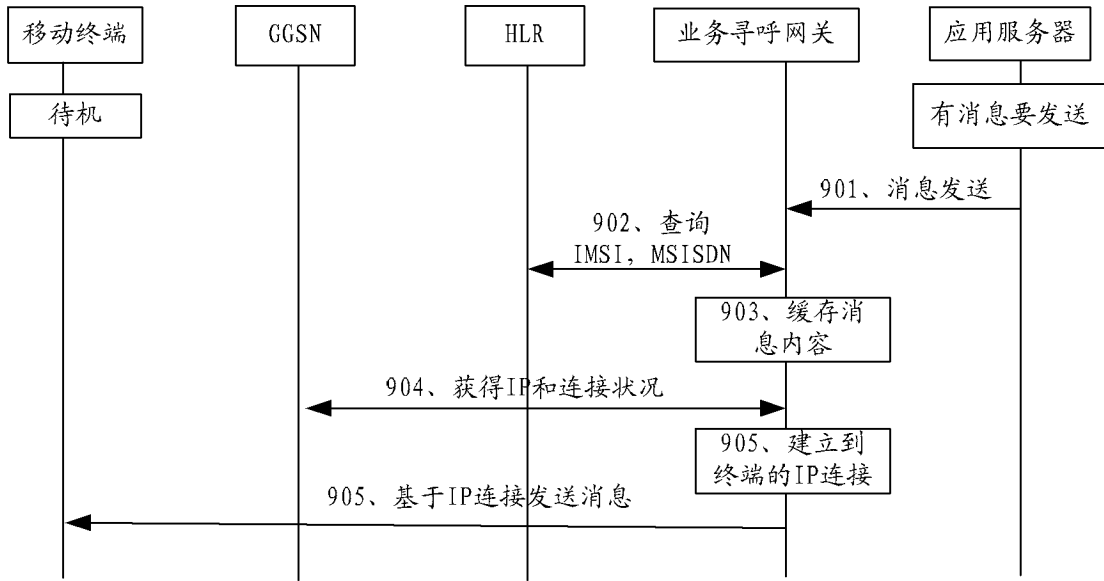 移动终端
GGSN
HLR
业务寻呼网关
应用服务器
待机
有消息要发送
901、消息发送
902、查询
IMSI, MSISDN
903、缓存消
息内容
904、获得IP和连接状况
905、建立到
终端的IP连接
905、基于IP连接发送消息